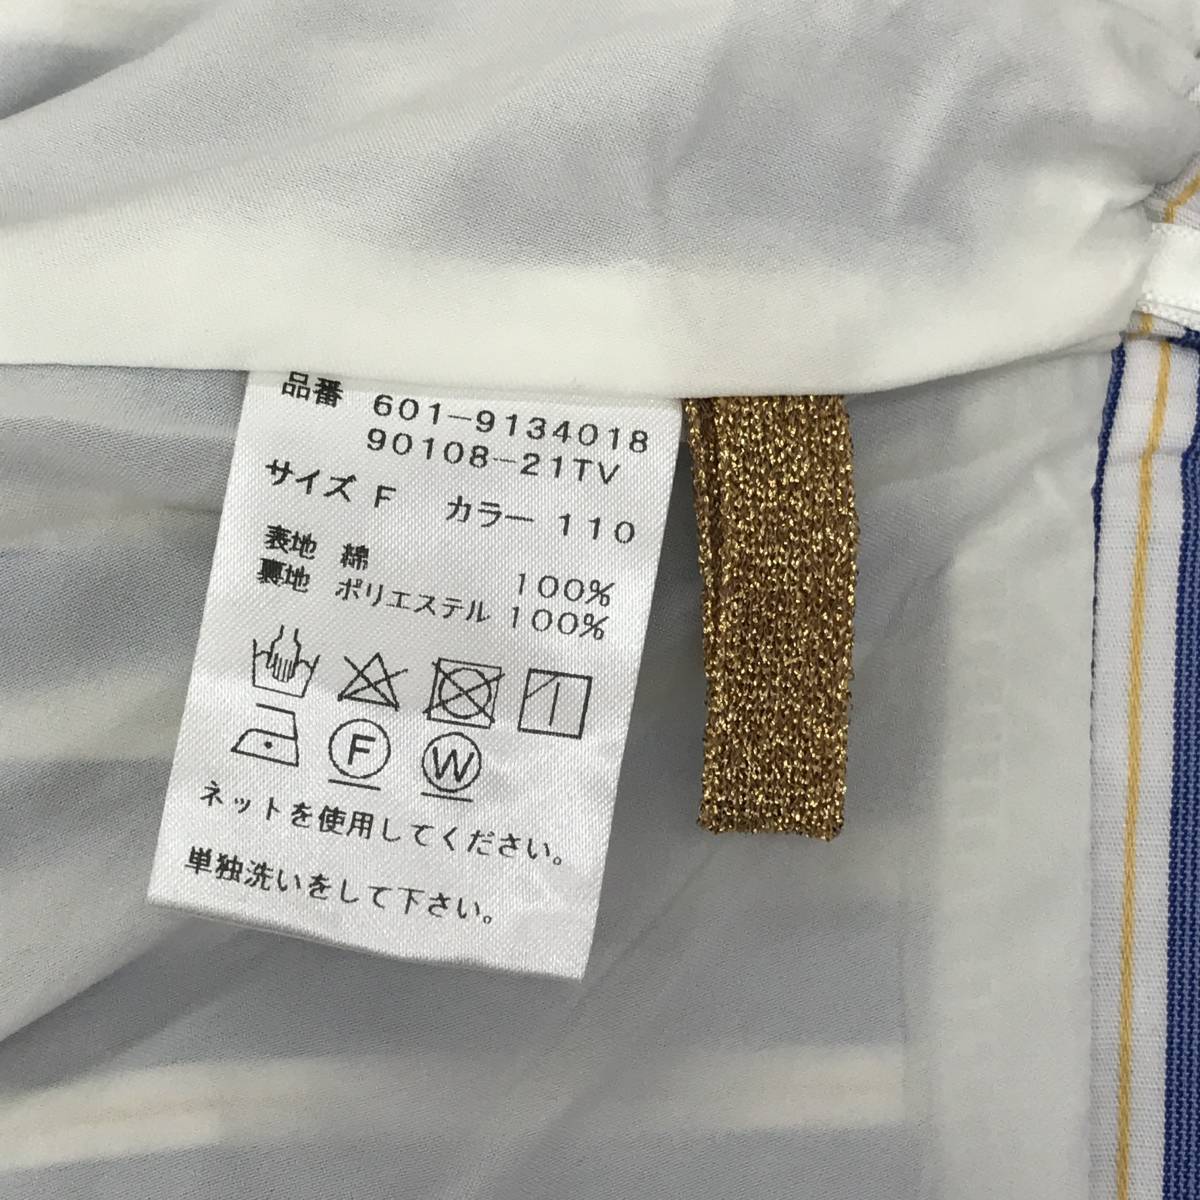 品番 601-9134018
90108-21TV
サイズ F カラー 110
表地 綿 100%
裏地 ポリエステル 100%
F W
ネットを使用してください。
単独洗いをして下さい。